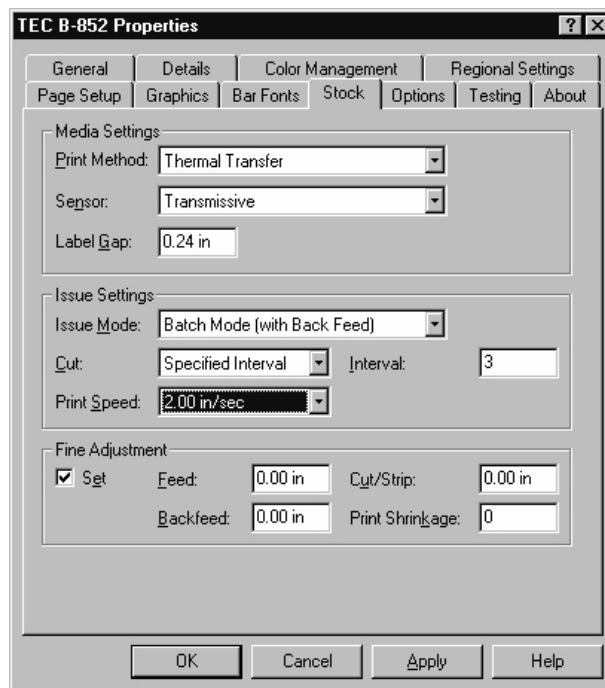 TEC B-852 Properties
General Details Color Management Regional Settings
Page Setup Graphics Bar Fonts Stock Options Testing About
Media Settings
Print Method: Thermal Transfer
Sensor: Transmissive
Label Gap: 0.24 in
Issue Settings
Issue Mode: Batch Mode (with Back Feed)
Cut: Specified Interval Interval: 3
Print Speed: 2.00 in/sec
Fine Adjustment
Set Feed: 0.00 in Cut/Strip: 0.00 in
Backfeed: 0.00 in Print Shrinkage: 0
OK Cancel Apply Help